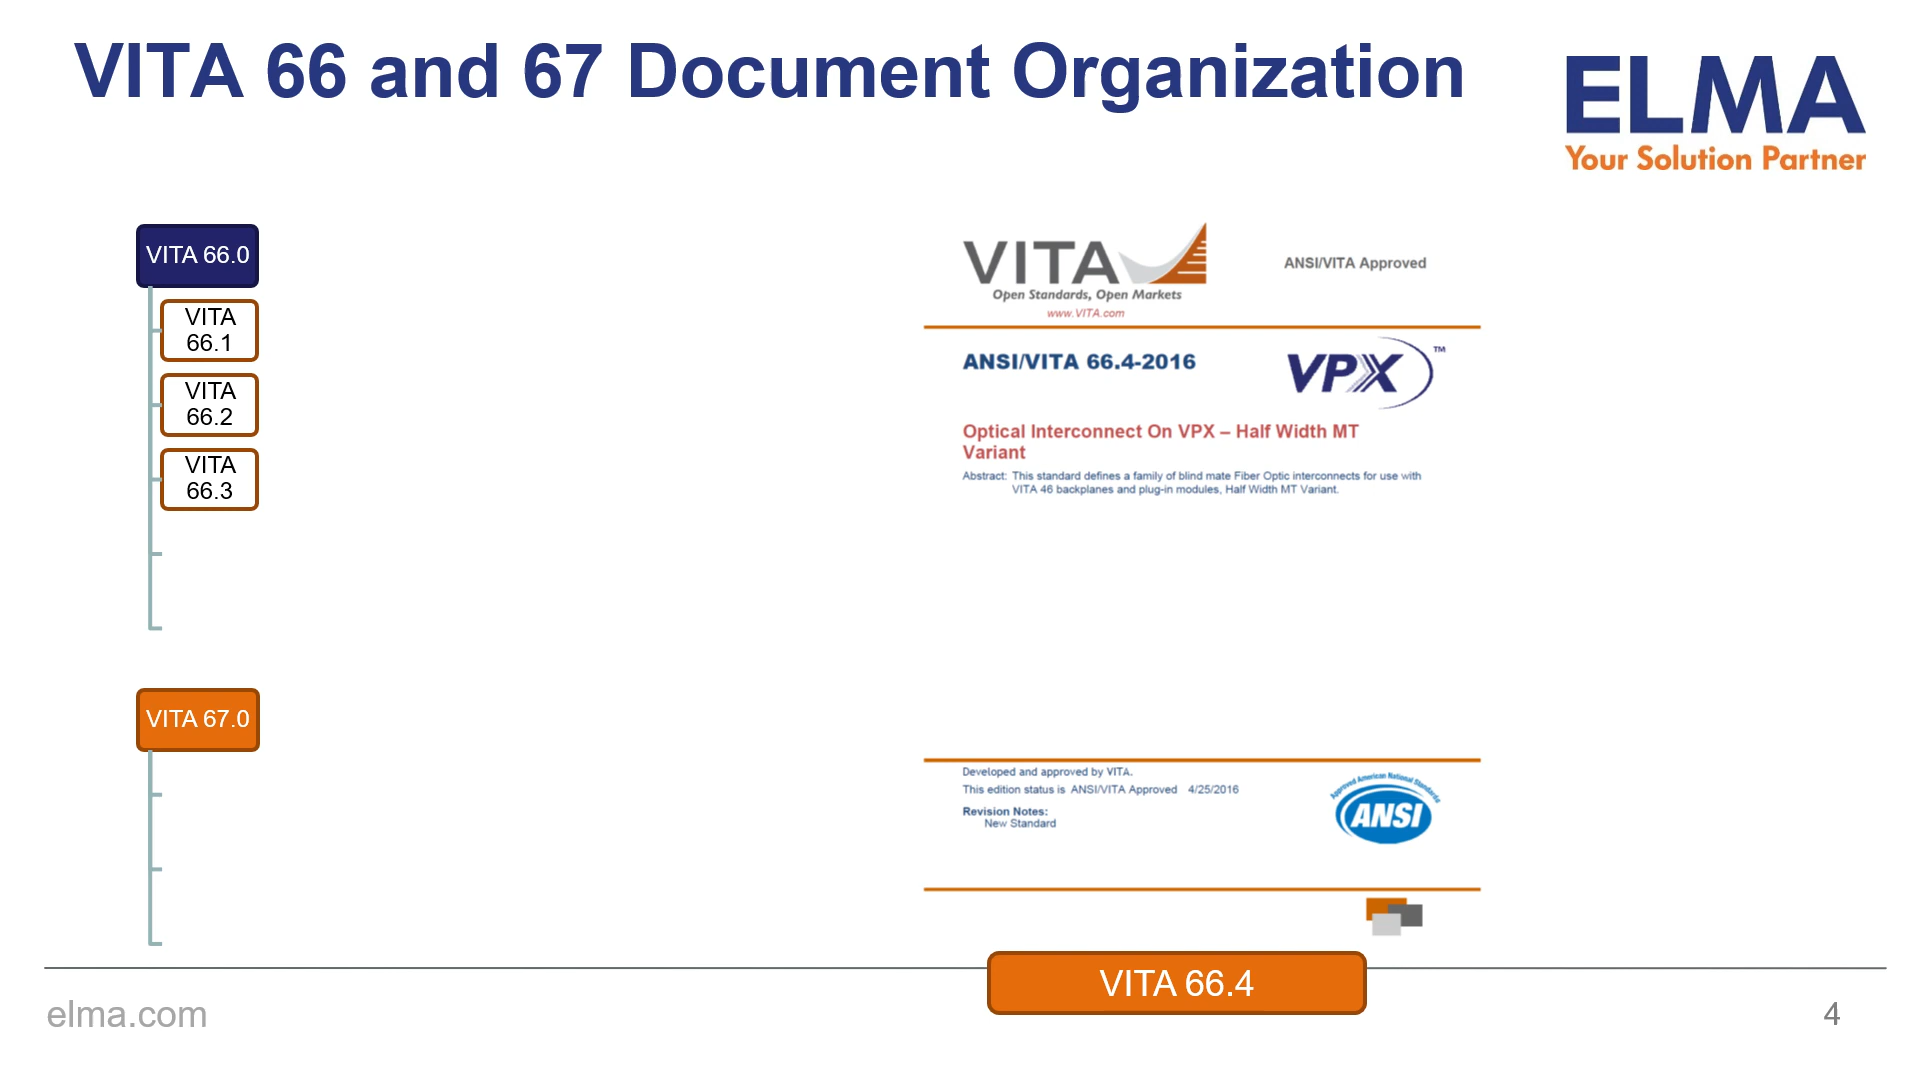 VITA 66 and 67 Document Organization
ELMA
Your Solution Partner
VITA 66.0
VITA
66.1
VITA
66.2
VITA
66.3
VITA 67.0
VITA
Open Standards, Open Markets
www.VITA.com
ANSI/VITA Approved
ANSI/VITA 66.4-2016
VPX™
Optical Interconnect On VPX – Half Width MT
Variant
Abstract: This standard defines a family of blind mate Fiber Optic interconnects for use with
VITA 46 backplanes and plug-in modules, Half Width MT Variant.
Developed and approved by VITA.
This edition status is ANSI/VITA Approved 4/25/2016
Revision Notes:
New Standard
Approved American National Standards
ANSI
VITA 66.4
elma.com
4